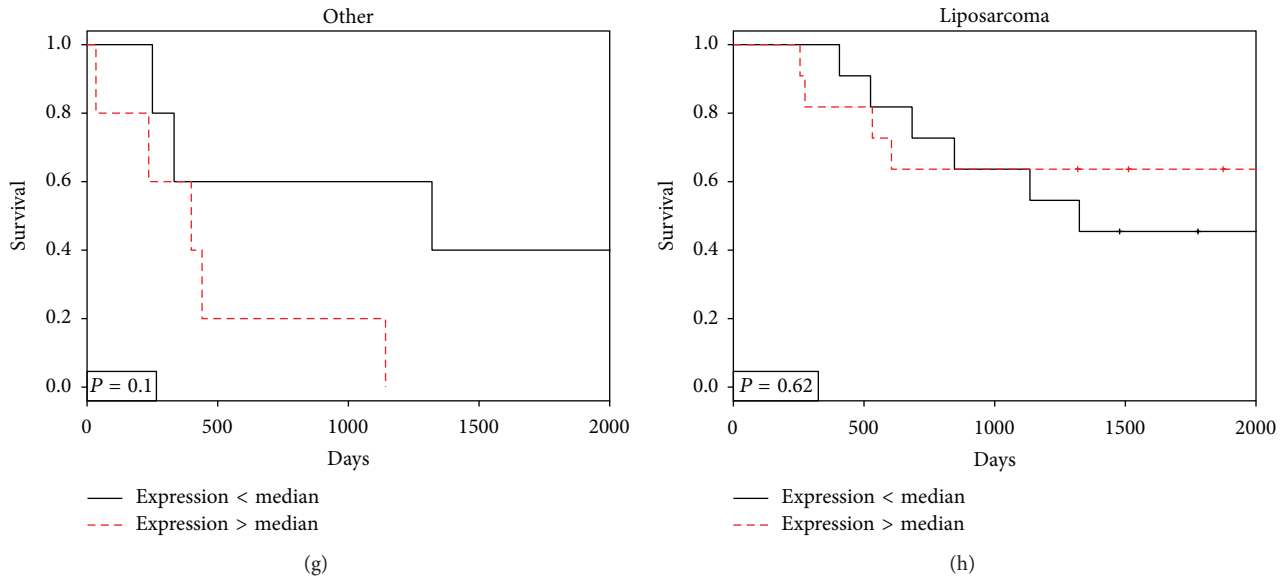 Other
Survival
1.0
0.8
0.6
0.4
0.2
0.0
P = 0.1
0 500 1000 1500 2000
Days
Expression < median
Expression > median
(g)
Liposarcoma
Survival
1.0
0.8
0.6
0.4
0.2
0.0
P = 0.62
0 500 1000 1500 2000
Days
Expression < median
Expression > median
(h)